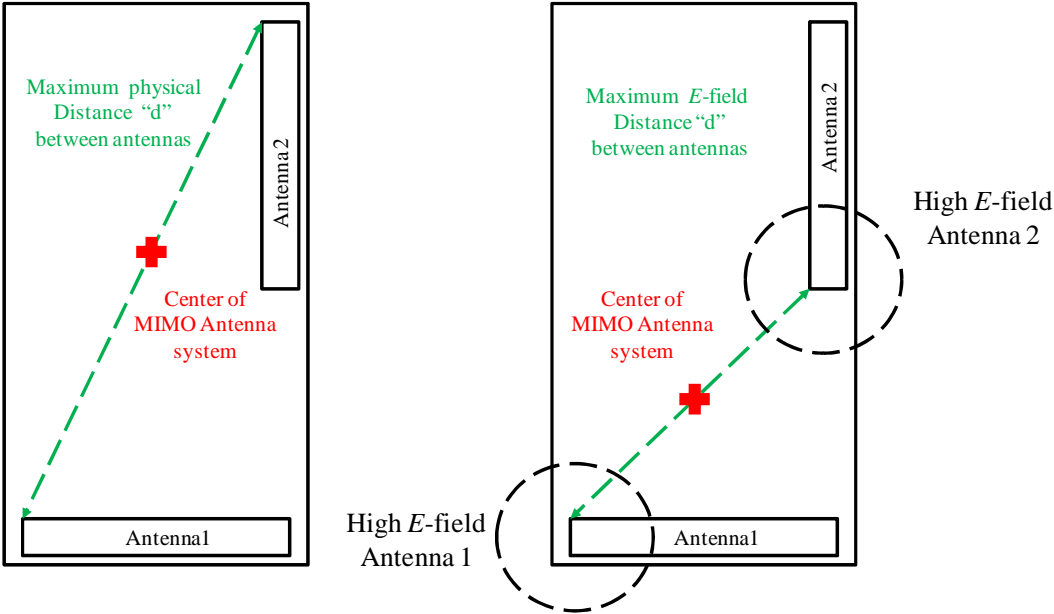 Maximum physical
Distance “d”
between antennas
Antenna 2
Center of
MIMO Antenna
system
Antenna1
Maximum E-field
Distance “d”
between antennas
Antenna 2
High E-field
Antenna 2
Center of
MIMO Antenna
system
High E-field
Antenna 1
Antenna1